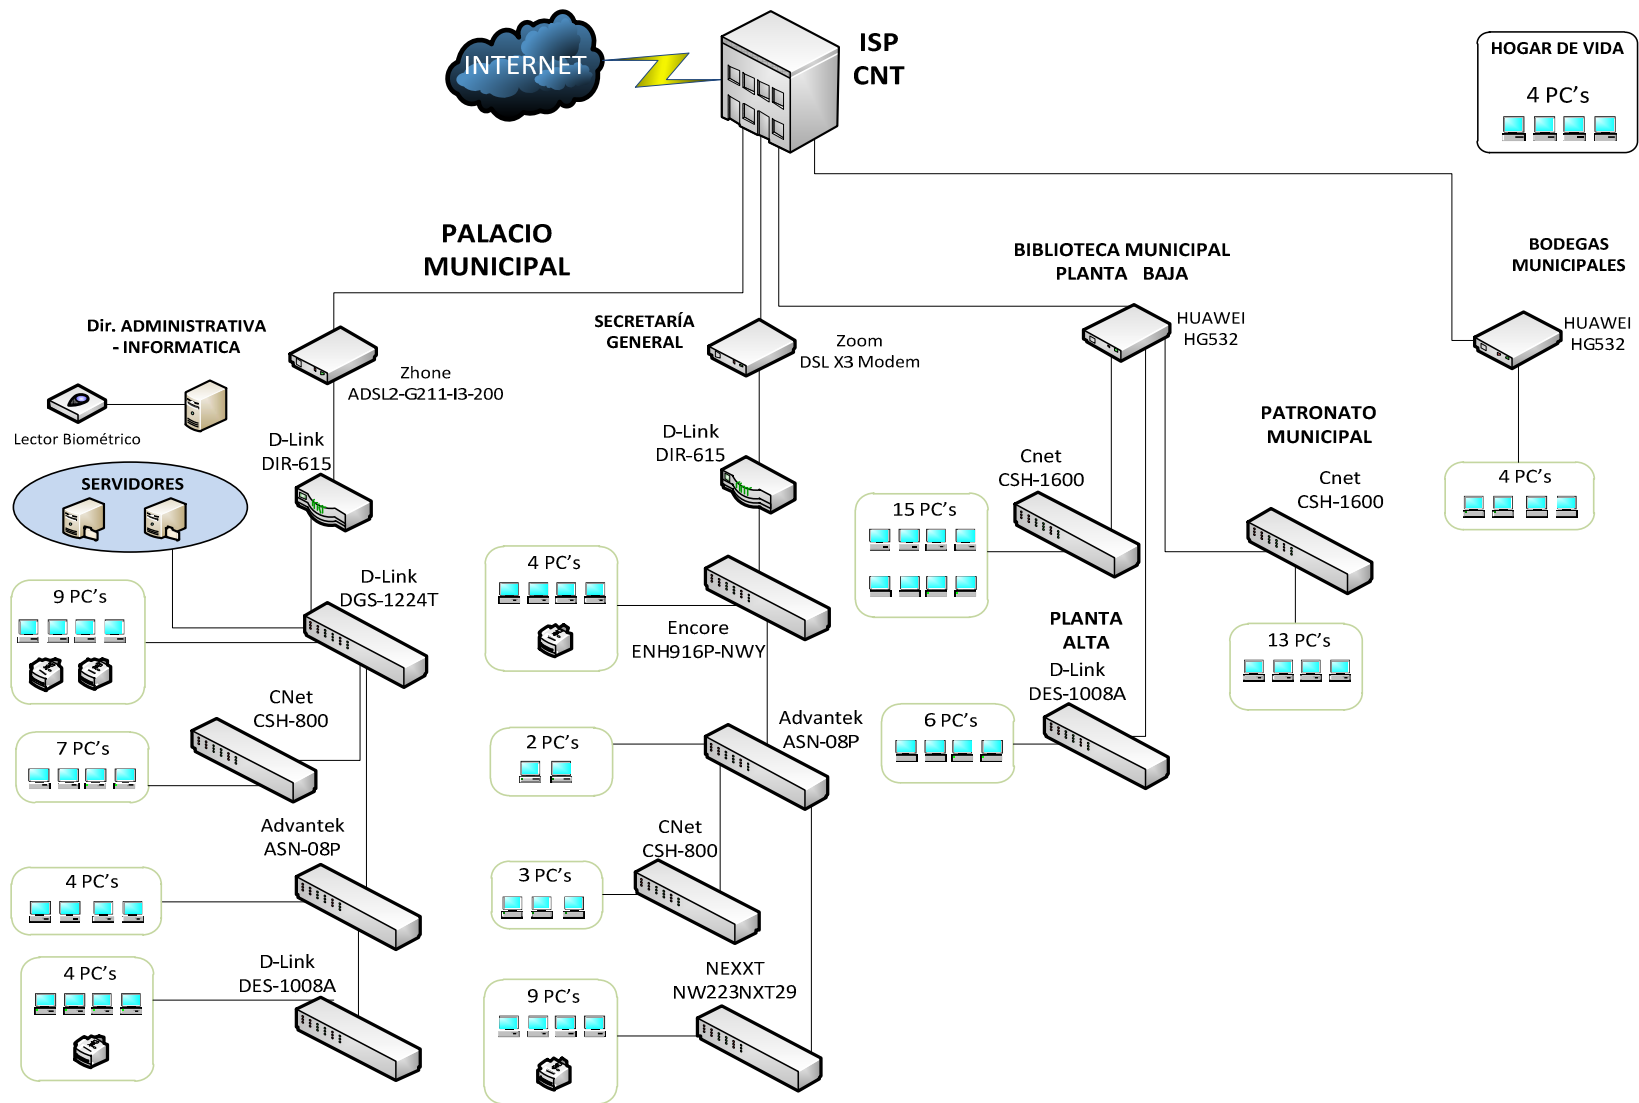 INTERNET
ISP
CNT
HOGAR DE VIDA
4 PC's
PALACIO
MUNICIPAL
Dir. ADMINISTRATIVA
- INFORMATICA
Zhone
ADSL2-G211-I3-200
Lector Biométrico
D-Link
DIR-615
SERVIDORES
9 PC's
D-Link
DGS-1224T
CNet
CSH-800
7 PC's
Advantek
ASN-08P
4 PC's
4 PC's
D-Link
DES-1008A
SECRETARÍA
GENERAL
Zoom
DSL X3 Modem
D-Link
DIR-615
4 PC's
Encore
ENH916P-NWY
2 PC's
Advantek
ASN-08P
CNet
CSH-800
3 PC's
NEXXT
NW223NXT29
9 PC's
BIBLIOTECA MUNICIPAL
PLANTA BAJA
HUAWEI
HG532
Cnet
CSH-1600
15 PC's
PLANTA
ALTA
D-Link
DES-1008A
6 PC's
PATRONATO
MUNICIPAL
Cnet
CSH-1600
13 PC's
BODEGAS
MUNICIPALES
HUAWEI
HG532
4 PC's